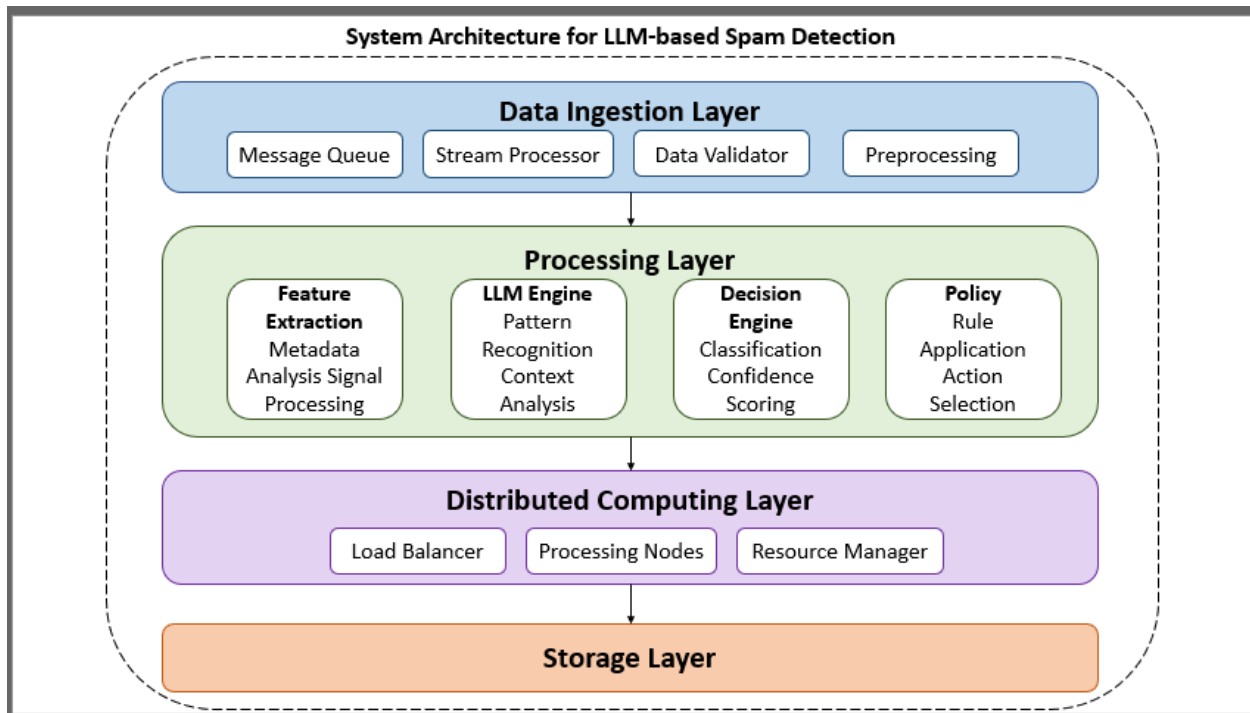 System Architecture for LLM-based Spam Detection
Data Ingestion Layer
Message Queue
Stream Processor
Data Validator
Preprocessing
Processing Layer
Feature
Extraction
Metadata
Analysis Signal
Processing
LLM Engine
Pattern
Recognition
Context
Analysis
Decision
Engine
Classification
Confidence
Scoring
Policy
Rule
Application
Action
Selection
Distributed Computing Layer
Load Balancer
Processing Nodes
Resource Manager
Storage Layer